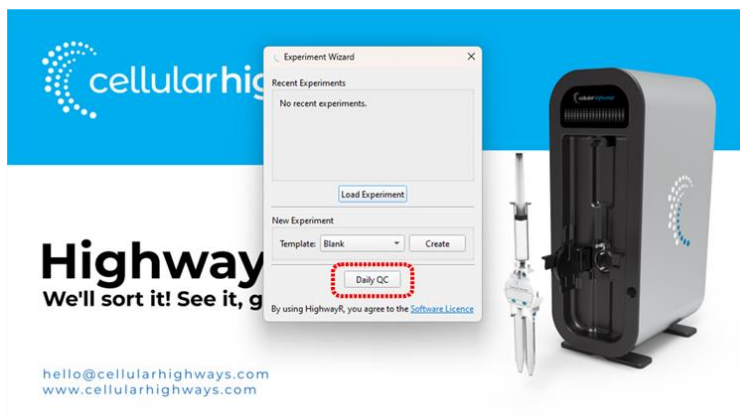 cellularhig
Experiment Wizard
Recent Experiments
No recent experiments.
Load Experiment
New Experiment
Template: Blank
Create
Daily QC
By using HighwayR, you agree to the Software Licence
Highway
We'll sort it! See it, g
hello@cellularhighways.com
www.cellularhighways.com
cellularhighways